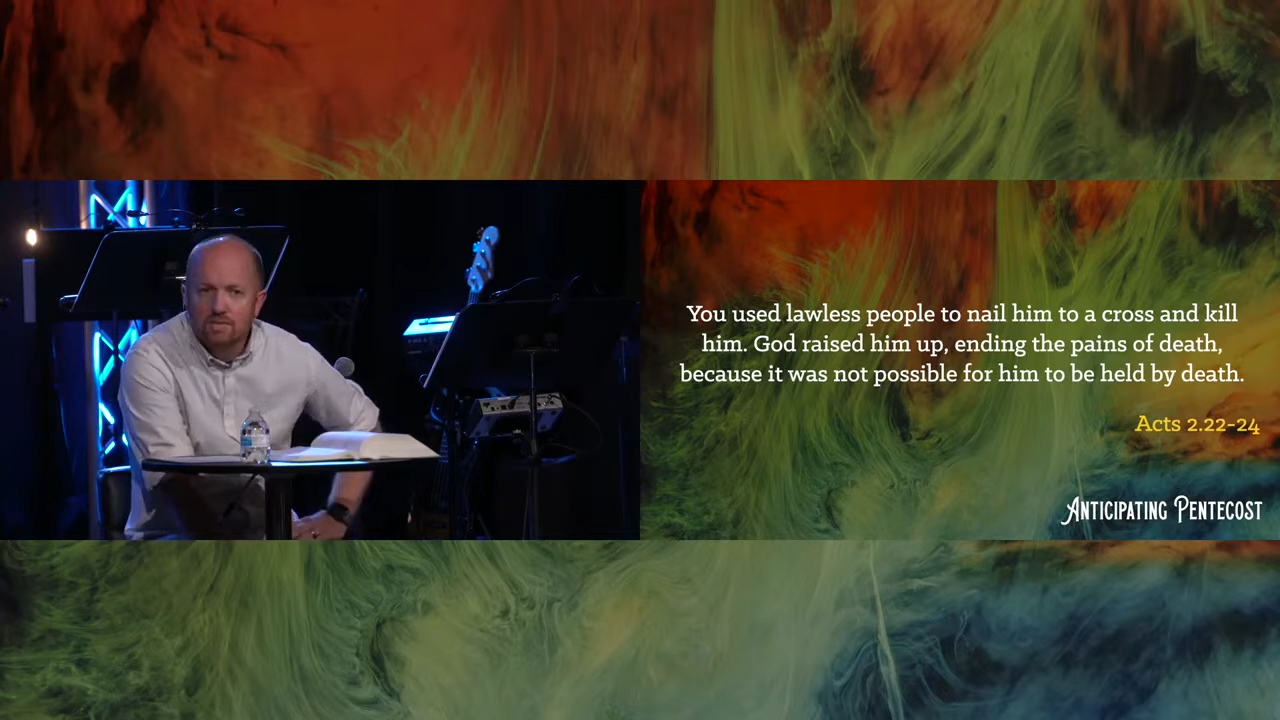 You used lawless people to nail him to a cross and kill
him. God raised him up, ending the pains of death,
because it was not possible for him to be held by death.
Acts 2.22-24
Anticipating Pentecost